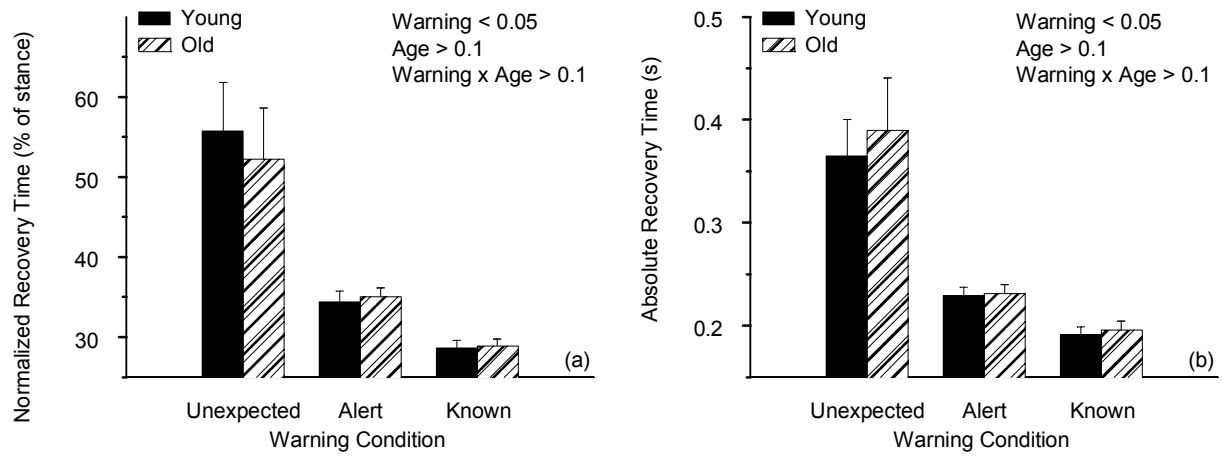 Young
Old
Warning < 0.05
Age > 0.1
Warning x Age > 0.1
Normalized Recovery Time (% of stance)
60
50
40
30
(a)
Unexpected Alert Known
Warning Condition
Young
Old
Warning < 0.05
Age > 0.1
Warning x Age > 0.1
Absolute Recovery Time (s)
0.5
0.4
0.3
0.2
(b)
Unexpected Alert Known
Warning Condition